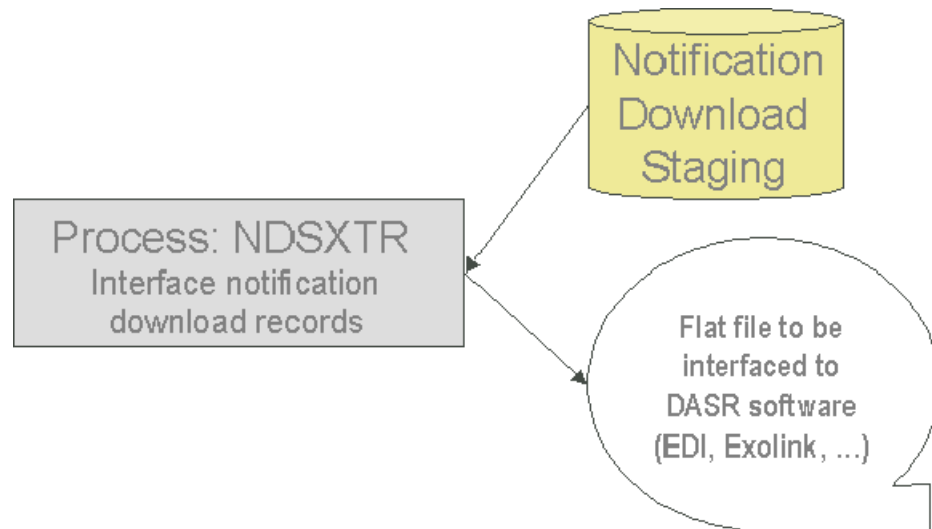 Notification
Download
Staging
Process: NDSXTR
Interface notification
download records
Flat file to be
interfaced to
DASR software
(EDI, Exolink, ...)